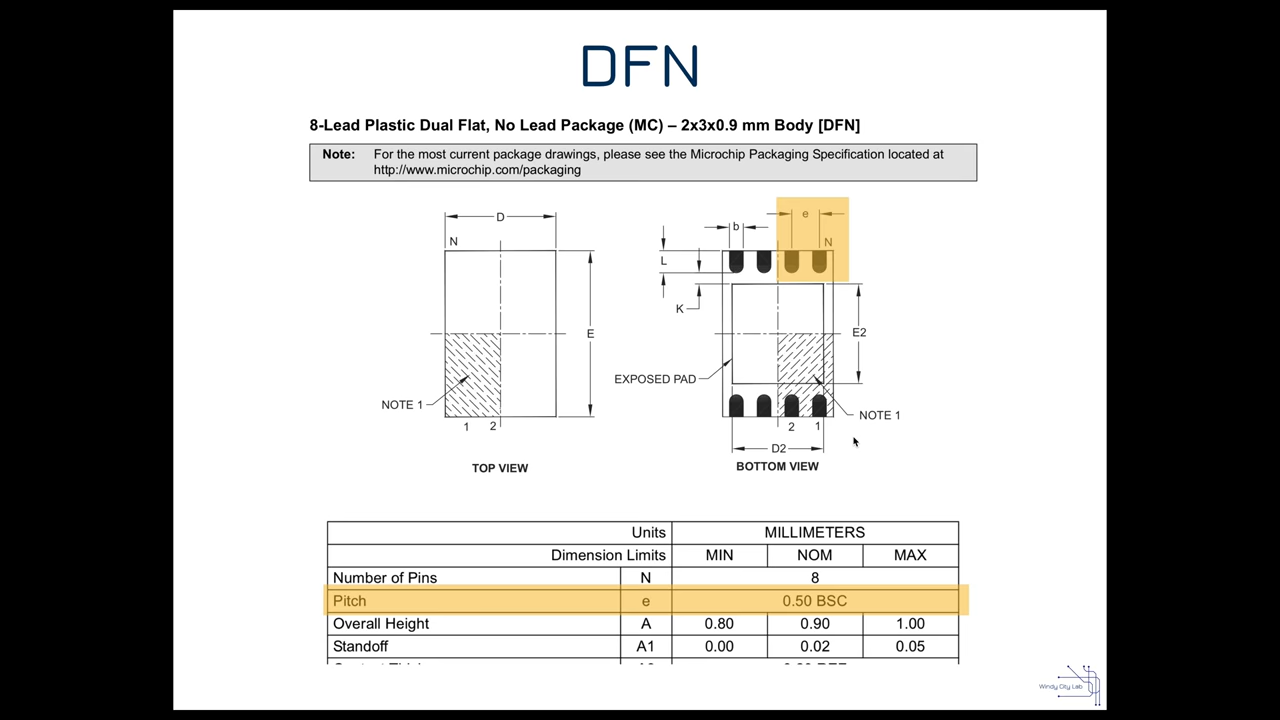 DFN
8-Lead Plastic Dual Flat, No Lead Package (MC) – 2x3x0.9 mm Body [DFN]
Note: For the most current package drawings, please see the Microchip Packaging Specification located at
http://www.microchip.com/packaging
D
N
E
NOTE 1
1 2
TOP VIEW
b
e
N
L
K
E2
EXPOSED PAD
NOTE 1
2 1
D2
BOTTOM VIEW
Units MILLIMETERS
Dimension Limits MIN NOM MAX
Number of Pins N 8
Pitch e 0.50 BSC
Overall Height A 0.80 0.90 1.00
Standoff A1 0.00 0.02 0.05
Windy City Lab